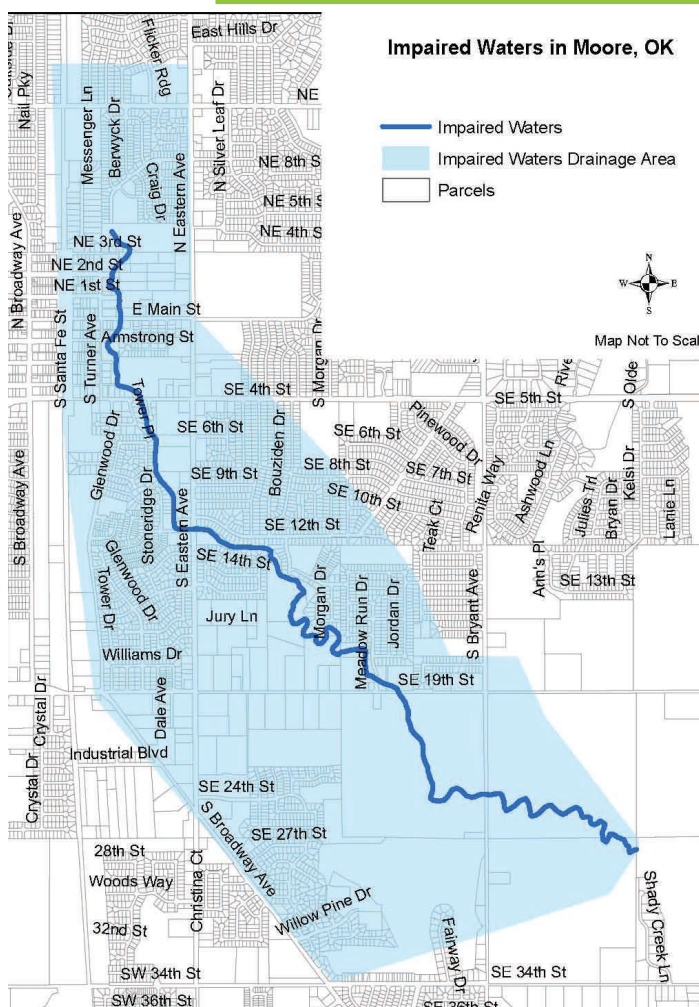 Impaired Waters in Moore, OK
Impaired Waters
Impaired Waters Drainage Area
Parcels
N
W
E
S
Map Not To Scal
Nail Pky
Messenger Ln
Berwyck Dr
Flicker Rdg
East Hills Dr
NE
Craig Dr
N Eastern Ave
N Silver Leaf Dr
NE 8th S
NE 5th S
NE 4th S
N Broadway Ave
NE 3rd St
NE 2nd St
NE 1st St
E Main St
Armstrong St
S Santa Fe St
S Turner Ave
S Morgan Dr
SE 4th St
SE 5th St
Rive
S Olde
Tower Pl
Glenwood Dr
SE 6th St
Bouziden Dr
SE 6th St
Pinewood Dr
SE 9th St
SE 8th St
SE 7th St
SE 10th St
Renita Way
Ashwood Ln
Julies Trl
Bryan Dr
Kelsi Dr
Lanie Ln
S Broadway Ave
Stoneridge Dr
S Eastern Ave
SE 12th St
Teak Ct
Glenwood Dr
Tower Dr
SE 14th St
Ann's Pl
SE 13th St
Jury Ln
Morgan Dr
Meadow Run Dr
Jordan Dr
S Bryant Ave
Williams Dr
SE 19th St
Crystal Dr
Crystal Dr
Dale Ave
Industrial Blvd
SE 24th St
S Broadway Ave
SE 27th St
28th St
Woods Way
Christina Ct
Willow Pine Dr
32nd St
Fairway Dr
Shady Creek Ln
SW 34th St
SE 34th St
SW 36th St
SE 36th St